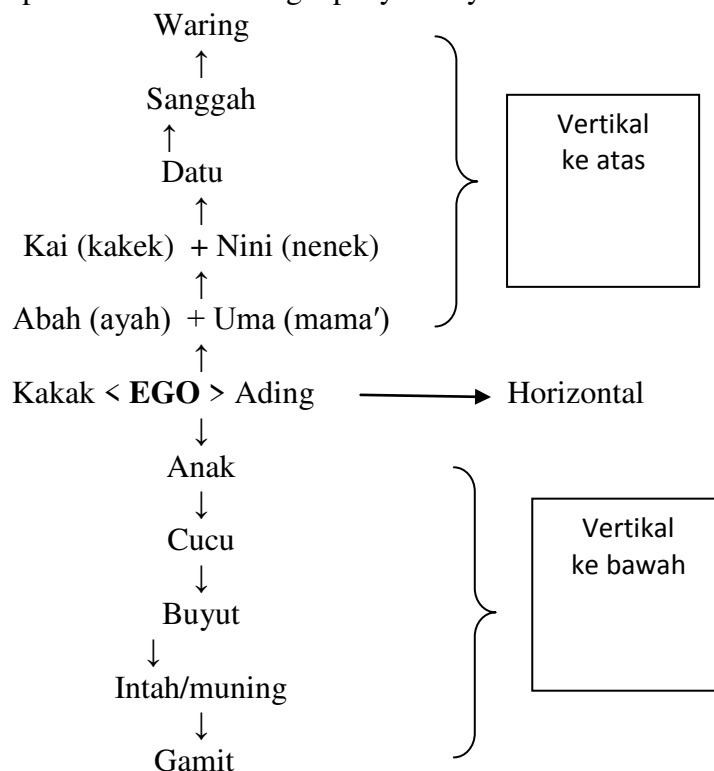 Waring
↑
Sanggah
↑
Datu
↑
Kai (kakek) + Nini (nenek)
↑
Abah (ayah) + Uma (mama′)
↑
Vertikal
ke atas
Kakak < EGO > Ading → Horizontal
↓
Anak
↓
Cucu
↓
Buyut
↓
Intah/muning
↓
Gamit
Vertikal
ke bawah